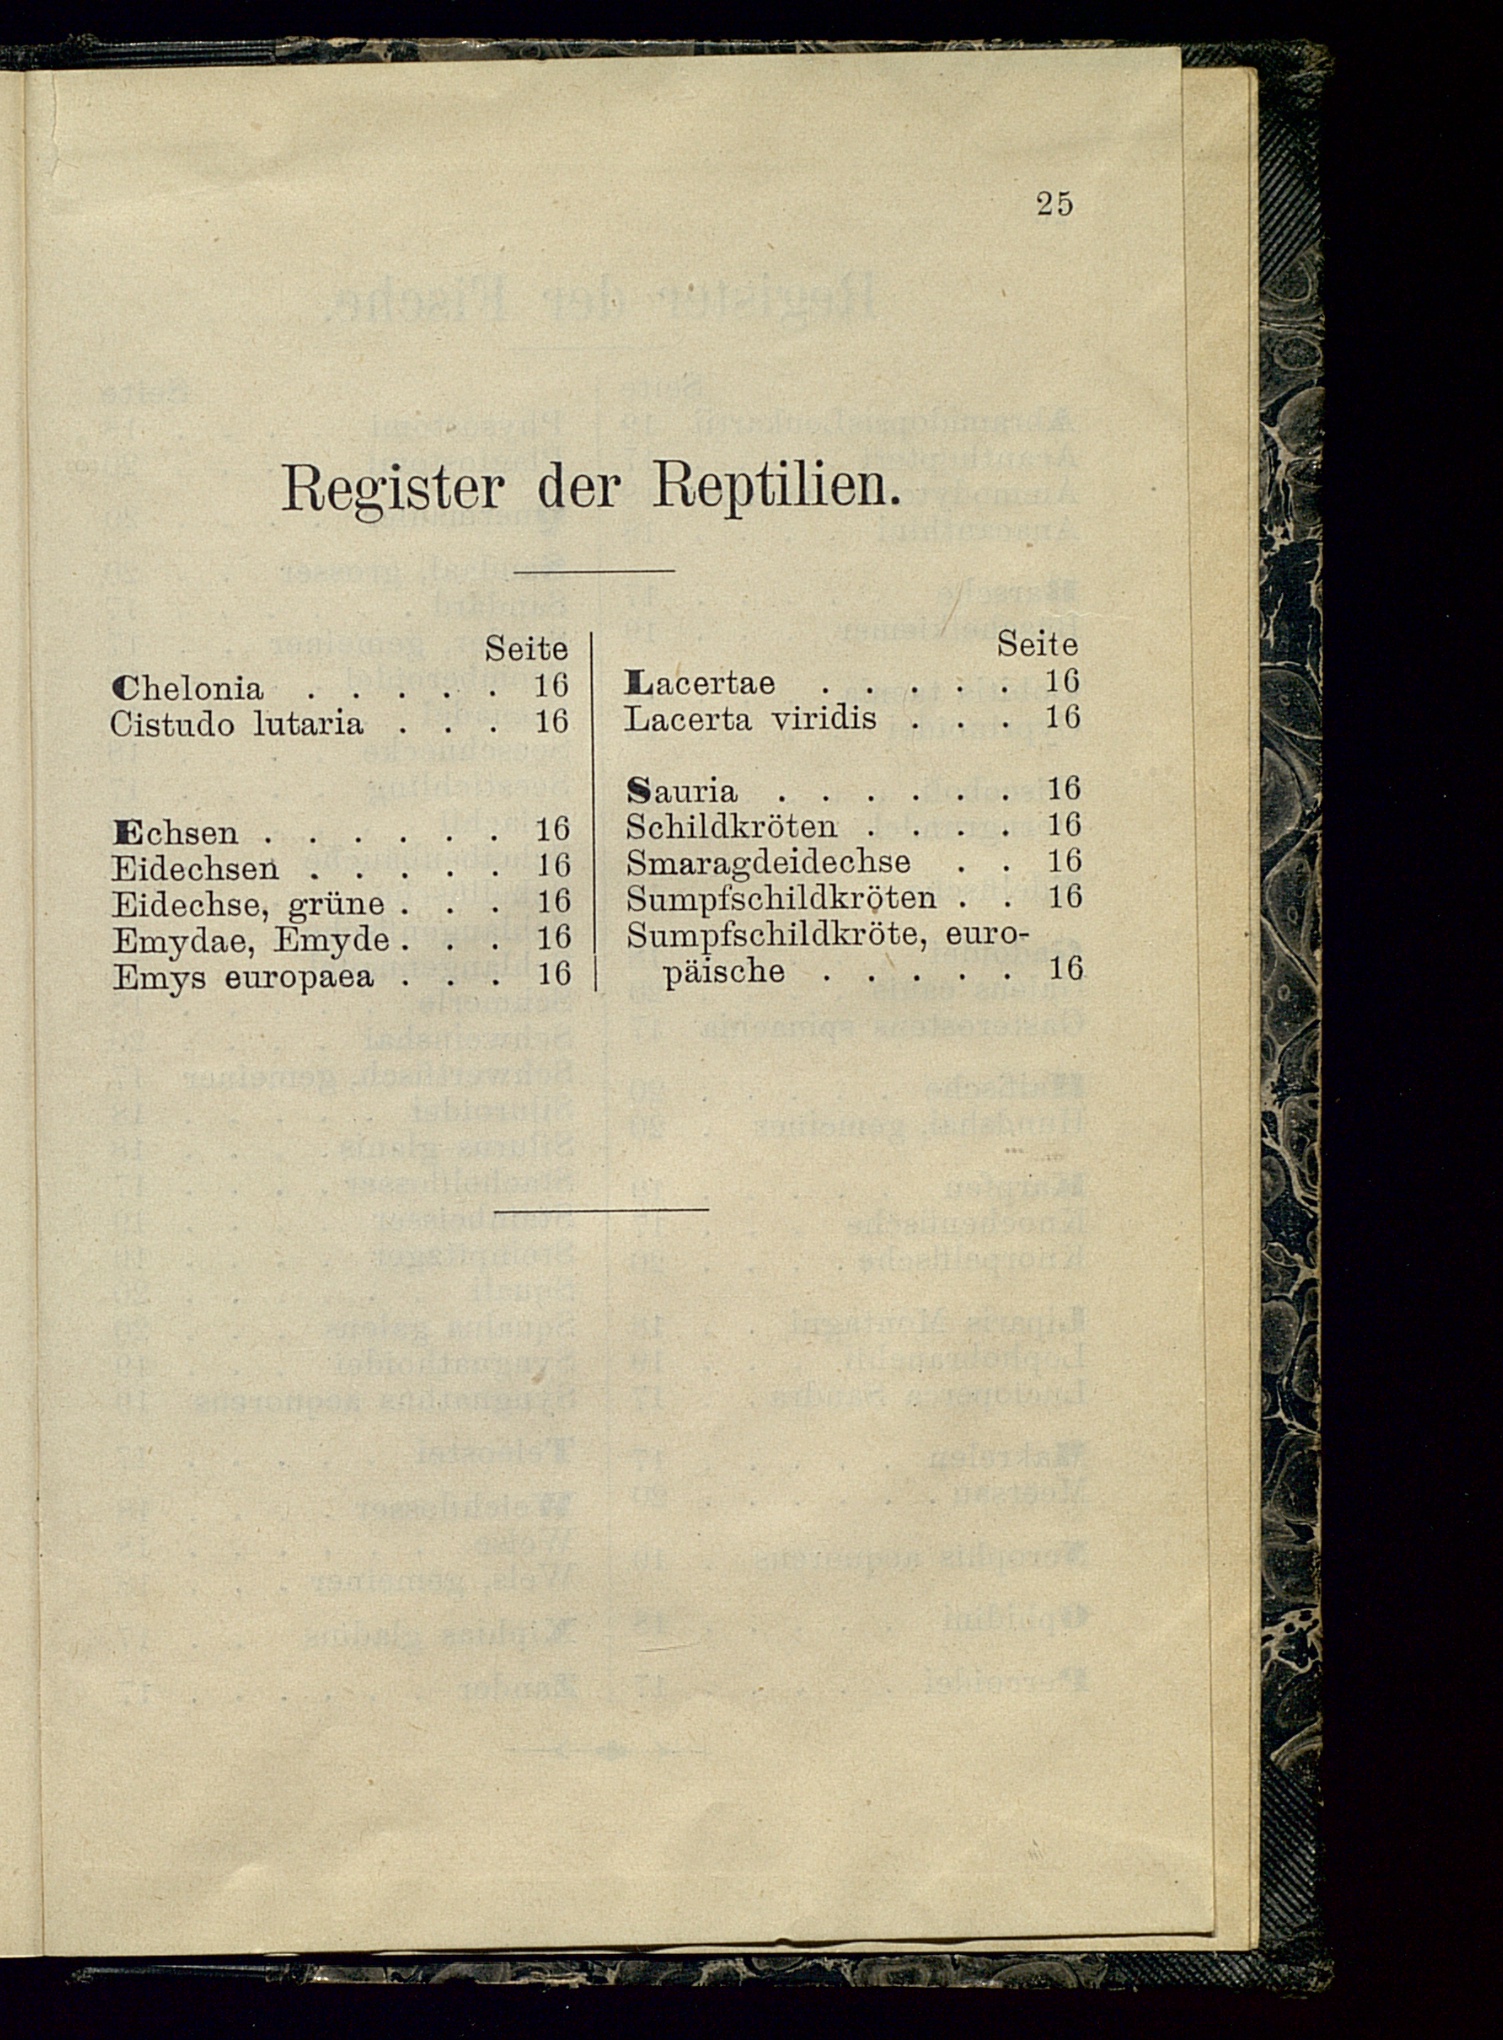 25
Register der Reptilien.
Seite
Chelonia . . . . . 16
Cistudo lutaria . . . 16
Echsen . . . . . . 16
Eidechsen . . . . . 16
Eidechse, grüne . . . 16
Emydae, Emyde . . . 16
Emys europaea . . . 16
Seite
Lacertae . . . . . 16
Lacerta viridis . . . 16
Sauria . . . . . . 16
Schildkröten . . . . 16
Smaragdeidechse . . 16
Sumpfschildkröten . . 16
Sumpfschildkröte, euro-
päische . . . . . 16